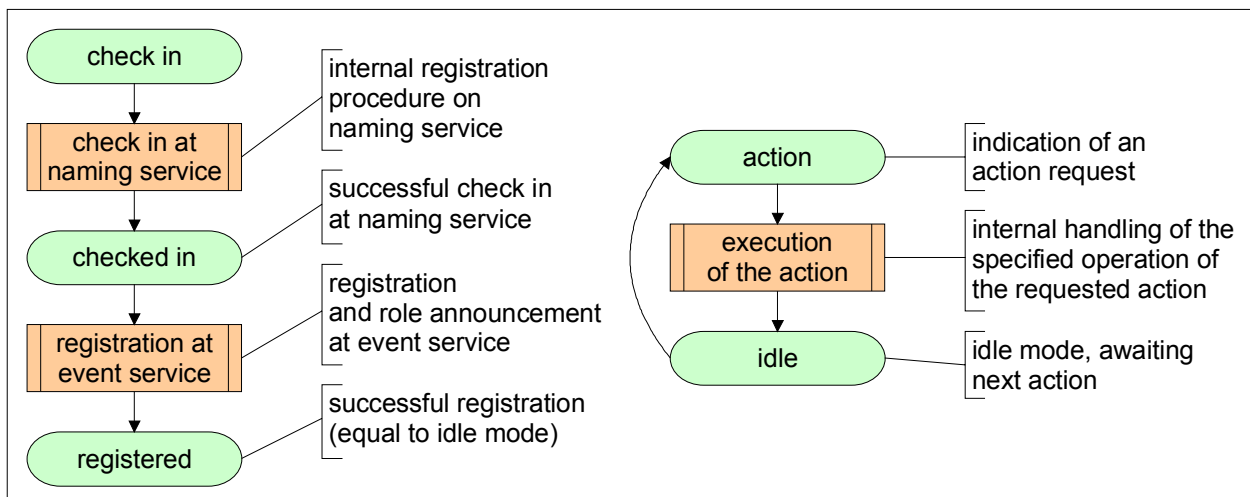 check in
internal registration
procedure on
naming service
check in at
naming service
successful check in
at naming service
checked in
registration
and role announcement
at event service
registration at
event service
successful registration
(equal to idle mode)
registered
action
indication of an
action request
execution
of the action
internal handling of the
specified operation of
the requested action
idle
idle mode, awaiting
next action